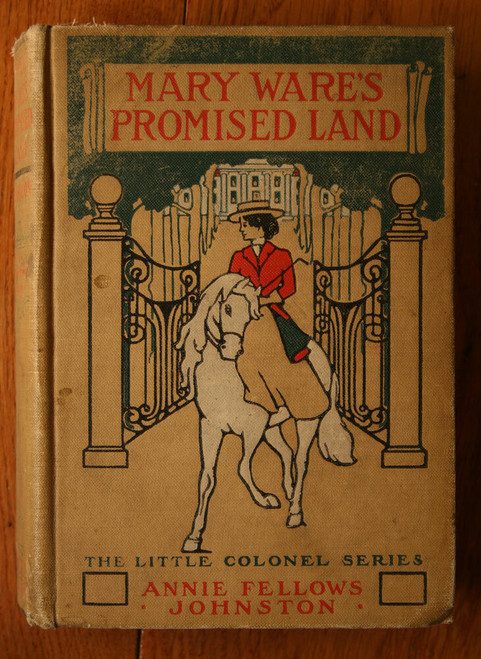 MARY WARE'S
PROMISED LAND
THE LITTLE COLONEL SERIES
ANNIE FELLOWS
• JOHNSTON •